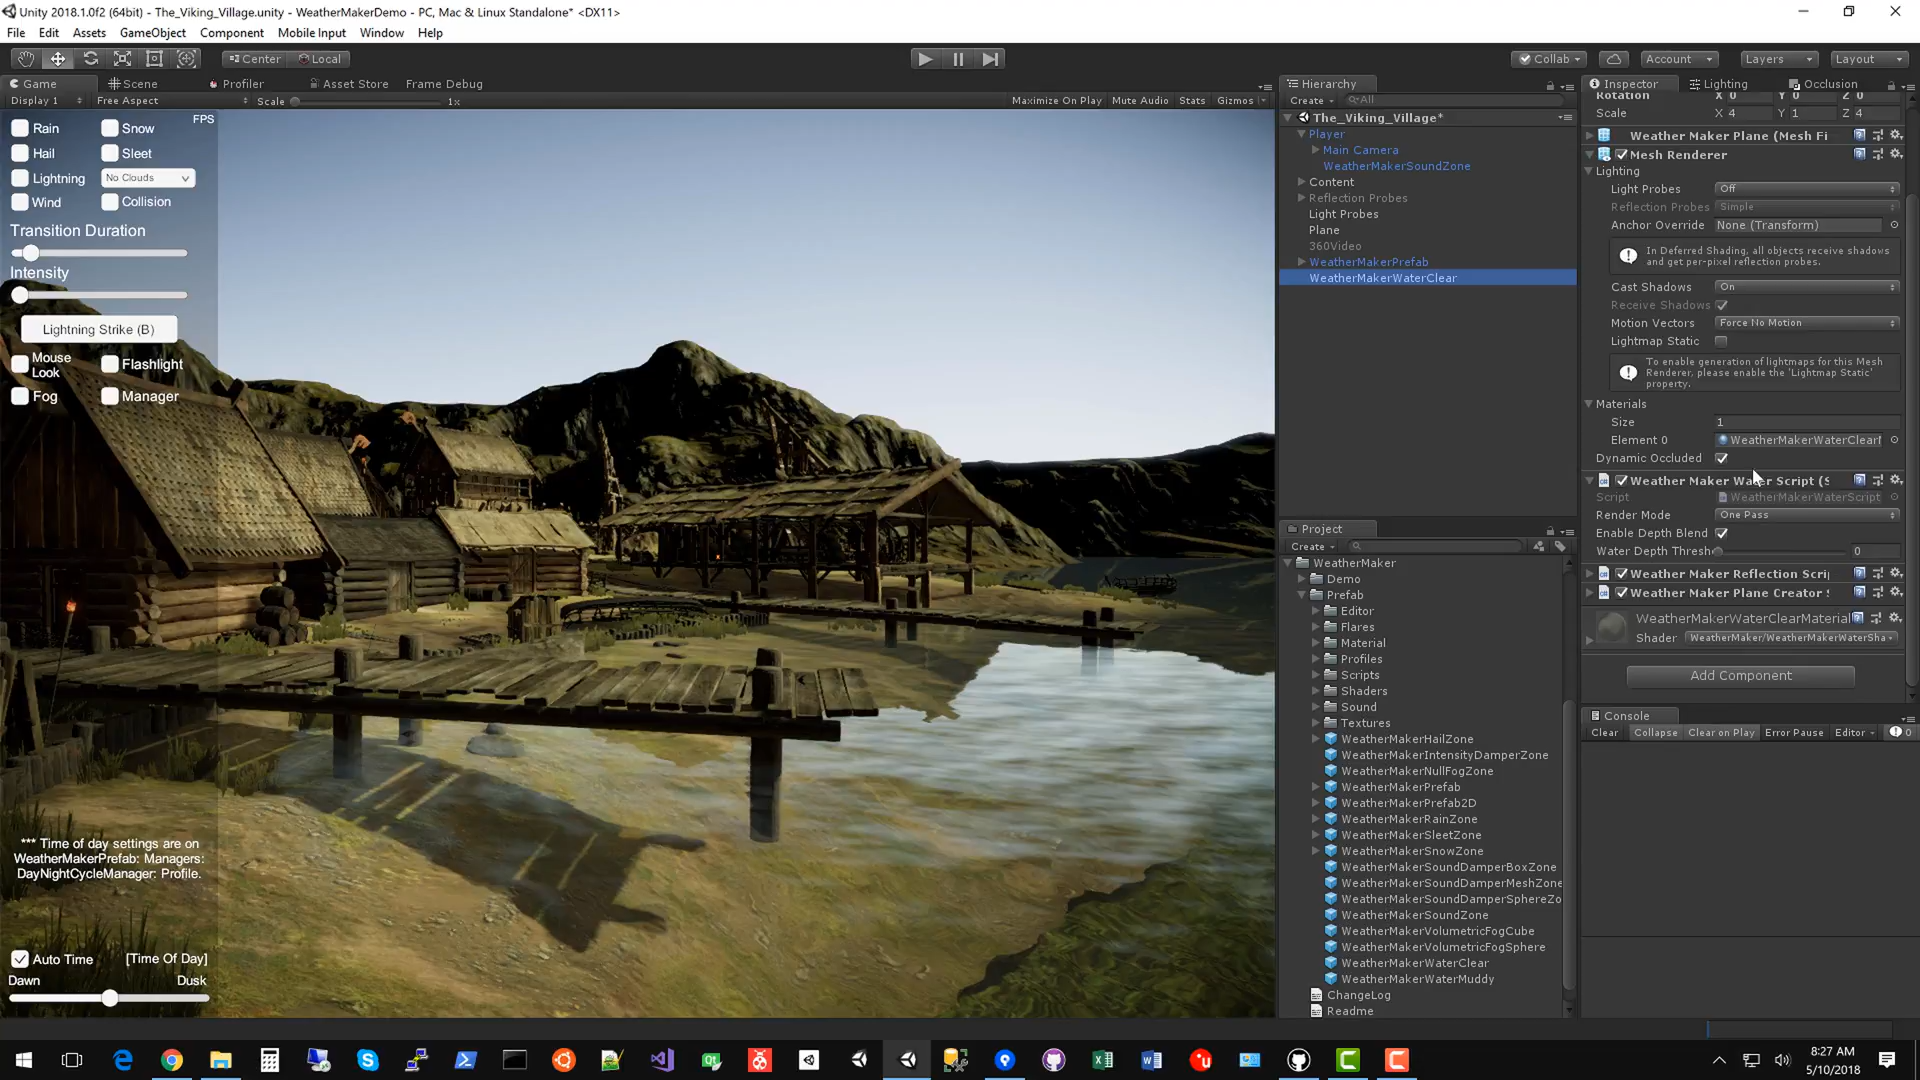 Unity 2018.1.0f2 (64bit) - The_Viking_Village.unity - WeatherMakerDemo - PC, Mac & Linux Standalone* <DX11>
File Edit Assets GameObject Component Mobile Input Window Help
Center Local Collab Account Layers Layout
Game Scene Profiler Asset Store Frame Debug
Display 1 Free Aspect Scale 1x Maximize On Play Mute Audio Stats Gizmos
FPS
Rain Snow
Hail Sleet
Lightning No Clouds
Wind Collision
Transition Duration
Intensity
Lightning Strike (B)
Mouse Look Flashlight
Fog Manager
*** Time of day settings are on
WeatherMakerPrefab: Managers:
DayNightCycleManager: Profile.
Auto Time [Time Of Day]
Dawn Dusk
Hierarchy
Create All
The_Viking_Village*
Player
Main Camera
WeatherMakerSoundZone
Content
Reflection Probes
Light Probes
Plane
360Video
WeatherMakerPrefab
WeatherMakerWaterClear
Project
Create
WeatherMaker
Demo
Prefab
Editor
Flares
Material
Profiles
Scripts
Shaders
Sound
Textures
WeatherMakerHailZone
WeatherMakerIntensityDamperZone
WeatherMakerNullFogZone
WeatherMakerPrefab
WeatherMakerPrefab2D
WeatherMakerRainZone
WeatherMakerSleetZone
WeatherMakerSnowZone
WeatherMakerSoundDamperBoxZone
WeatherMakerSoundDamperMeshZone
WeatherMakerSoundDamperSphereZo
WeatherMakerSoundZone
WeatherMakerVolumetricFogCube
WeatherMakerVolumetricFogSphere
WeatherMakerWaterClear
WeatherMakerWaterMuddy
ChangeLog
Readme
Inspector Lighting Occlusion
Rotation X 0 Y 0 Z 0
Scale X 4 Y 1 Z 4
Weather Maker Plane (Mesh Fi
Mesh Renderer
Lighting
Light Probes Off
Reflection Probes Simple
Anchor Override None (Transform)
In Deferred Shading, all objects receive shadows
and get per-pixel reflection probes.
Cast Shadows On
Receive Shadows
Motion Vectors Force No Motion
Lightmap Static
To enable generation of lightmaps for this Mesh
Renderer, please enable the 'Lightmap Static'
property.
Materials
Size 1
Element 0 WeatherMakerWaterClear
Dynamic Occluded
Weather Maker Water Script (S
Script WeatherMakerWaterScript
Render Mode One Pass
Enable Depth Blend
Water Depth Thresh 0
Weather Maker Reflection Scri
Weather Maker Plane Creator S
WeatherMakerWaterClearMaterial
Shader WeatherMaker/WeatherMakerWaterSha
Add Component
Console
Clear Collapse Clear on Play Error Pause Editor 0
8:27 AM
5/10/2018